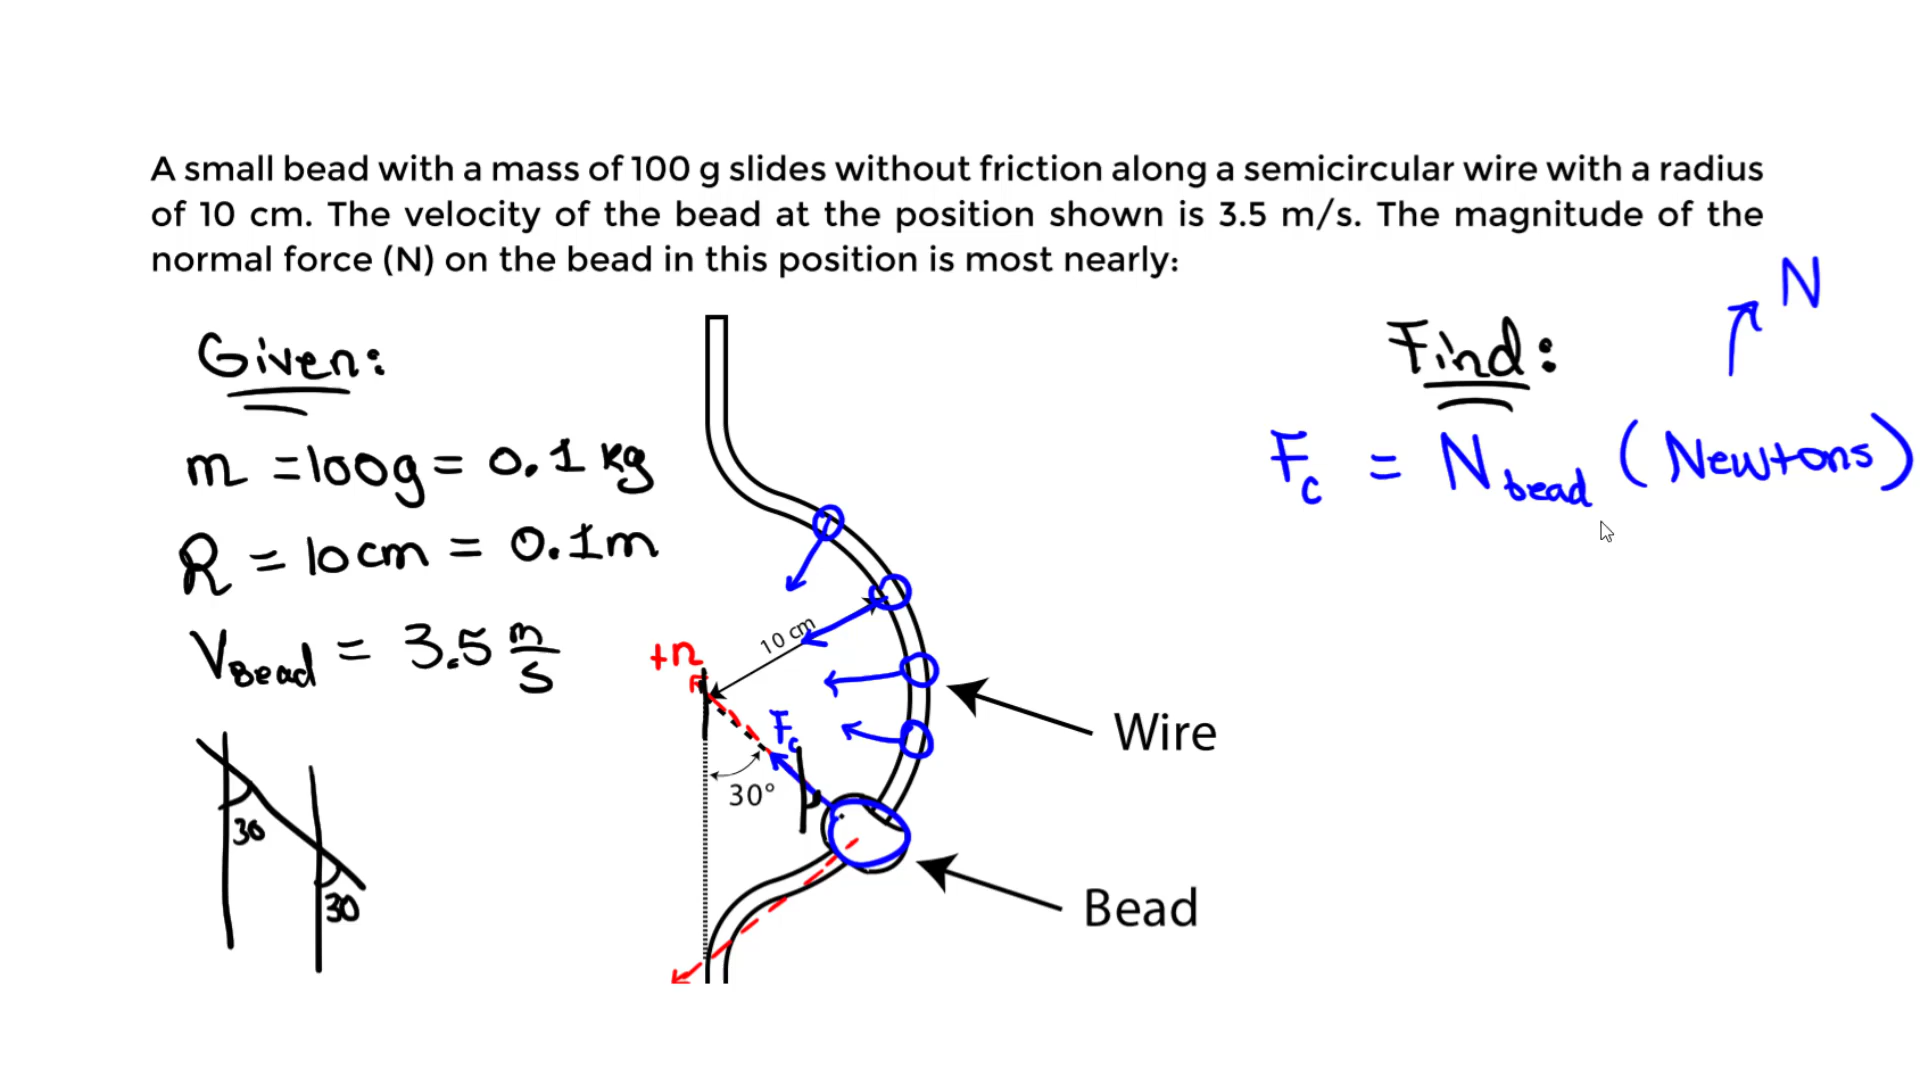 A small bead with a mass of 100 g slides without friction along a semicircular wire with a radius
of 10 cm. The velocity of the bead at the position shown is 3.5 m/s. The magnitude of the
normal force (N) on the bead in this position is most nearly:
Given:
m = 100g = 0.1 kg
R = 10 cm = 0.1m
VBead = 3.5 m/s
30
30
+n
10 cm
Fc
30°
Wire
Bead
N
Find:
Fc = Nbead (Newtons)